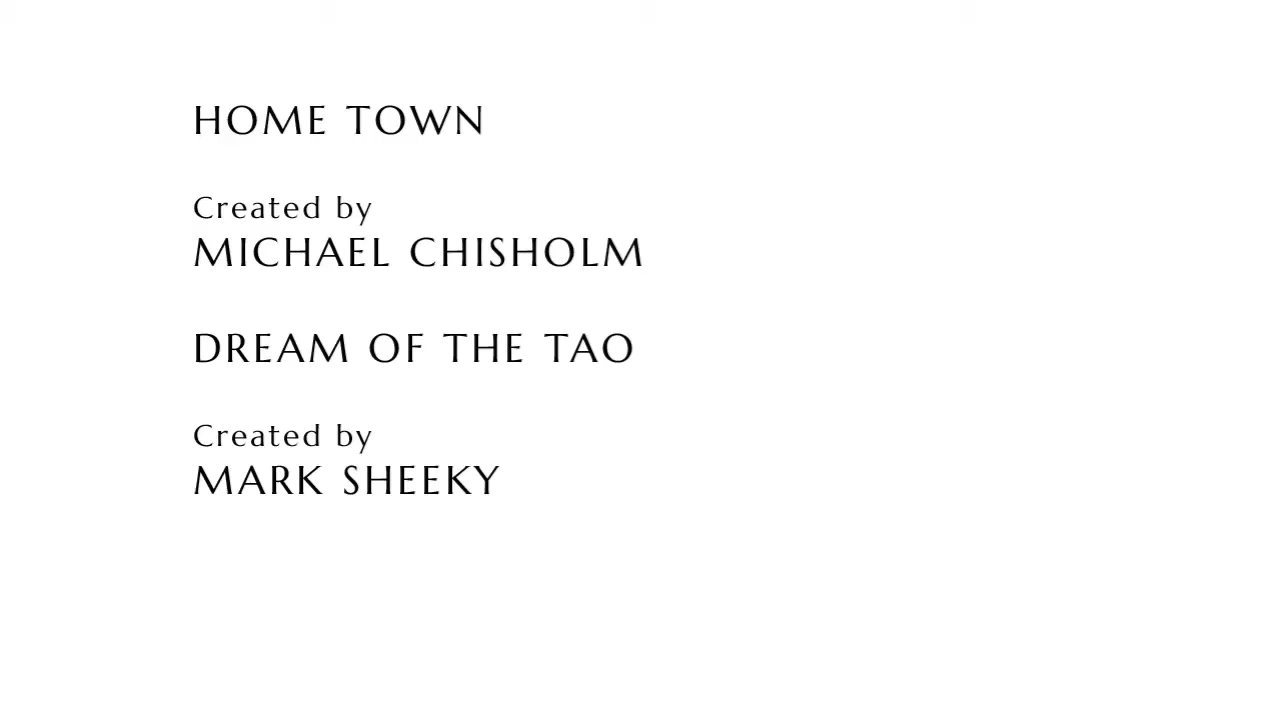 HOME TOWN
Created by
MICHAEL CHISHOLM
DREAM OF THE TAO
Created by
MARK SHEEKY